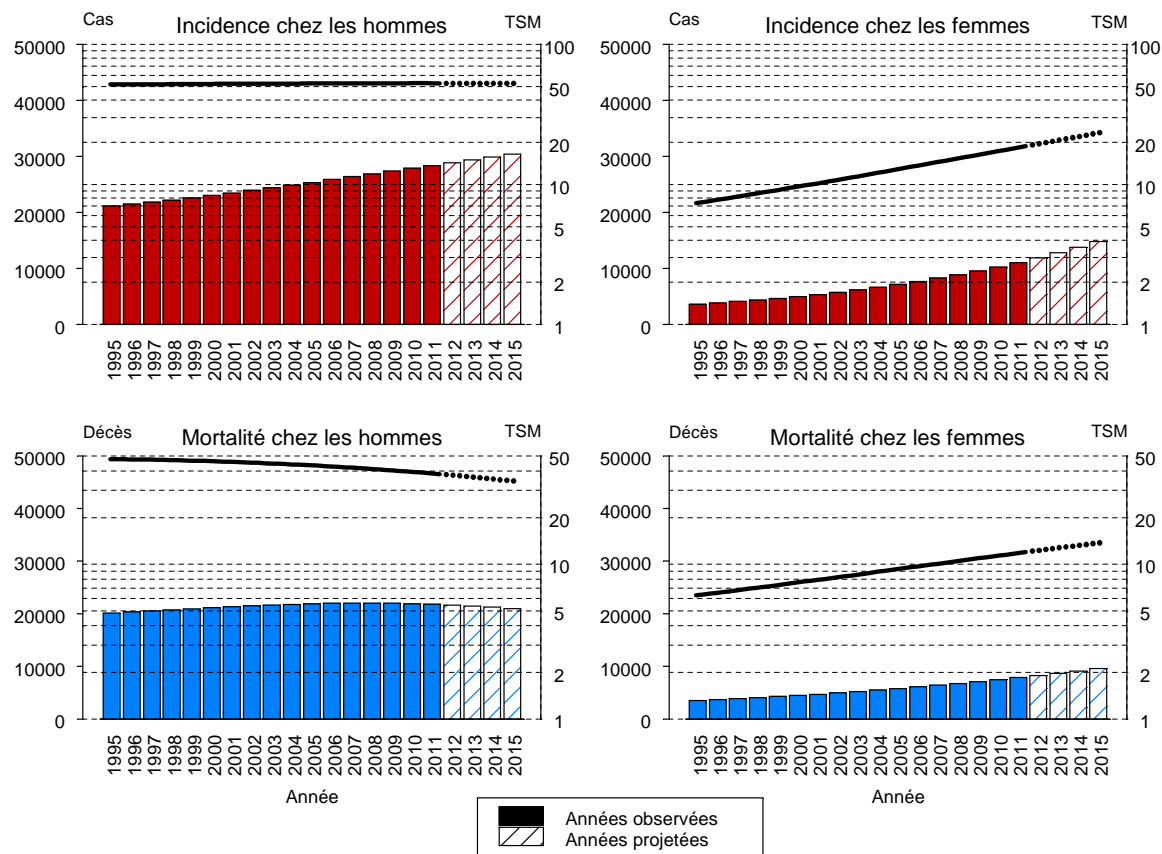 Cas Incidence chez les hommes TSM
50000 100
40000 50
30000 20
20000 10
10000 5
0 2
1
1995 1996 1997 1998 1999 2000 2001 2002 2003 2004 2005 2006 2007 2008 2009 2010 2011 2012 2013 2014 2015
Cas Incidence chez les femmes TSM
50000 100
40000 50
30000 20
20000 10
10000 5
0 2
1
1995 1996 1997 1998 1999 2000 2001 2002 2003 2004 2005 2006 2007 2008 2009 2010 2011 2012 2013 2014 2015
Décès Mortalité chez les hommes TSM
50000 50
40000 20
30000 10
20000 5
10000 2
0 1
1995 1996 1997 1998 1999 2000 2001 2002 2003 2004 2005 2006 2007 2008 2009 2010 2011 2012 2013 2014 2015
Année
Décès Mortalité chez les femmes TSM
50000 50
40000 20
30000 10
20000 5
10000 2
0 1
1995 1996 1997 1998 1999 2000 2001 2002 2003 2004 2005 2006 2007 2008 2009 2010 2011 2012 2013 2014 2015
Année
Années observées
Années projetées